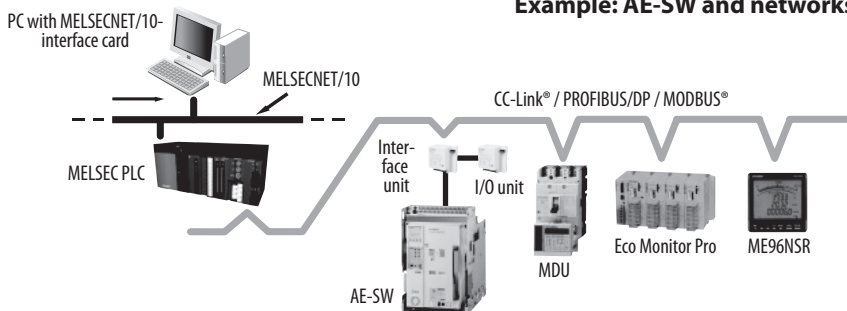 Example: AE-SW and networks
PC with MELSECNET/10-
interface card
MELSECNET/10
CC-Link® / PROFIBUS/DP / MODBUS®
MELSEC PLC
Inter-
face
unit
I/O unit
AE-SW
MDU
Eco Monitor Pro
ME96NSR